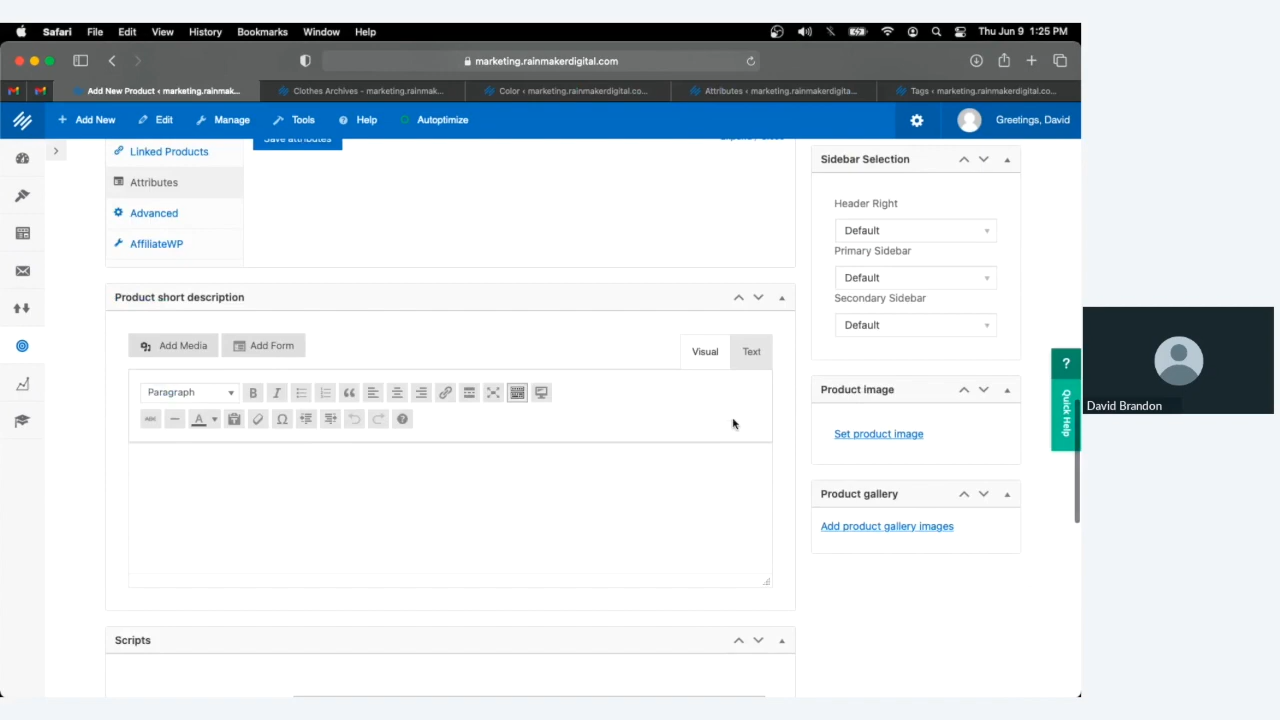 Safari File Edit View History Bookmarks Window Help Thu Jun 9 1:25 PM
marketing.rainmakerdigital.com
Add New Product ‹ marketing.rainmak... Clothes Archives - marketing.rainmak... Color ‹ marketing.rainmakerdigital.co... Attributes ‹ marketing.rainmakerdigita... Tags ‹ marketing.rainmakerdigital.co...
Add New Edit Manage Tools Help Autoptimize Greetings, David
Save attributes
Linked Products
Attributes
Advanced
AffiliateWP
Sidebar Selection
Header Right
Default
Primary Sidebar
Default
Secondary Sidebar
Default
Product short description
Add Media Add Form Visual Text
Paragraph
Product image
Set product image
Product gallery
Add product gallery images
? Quick Help
David Brandon
Scripts